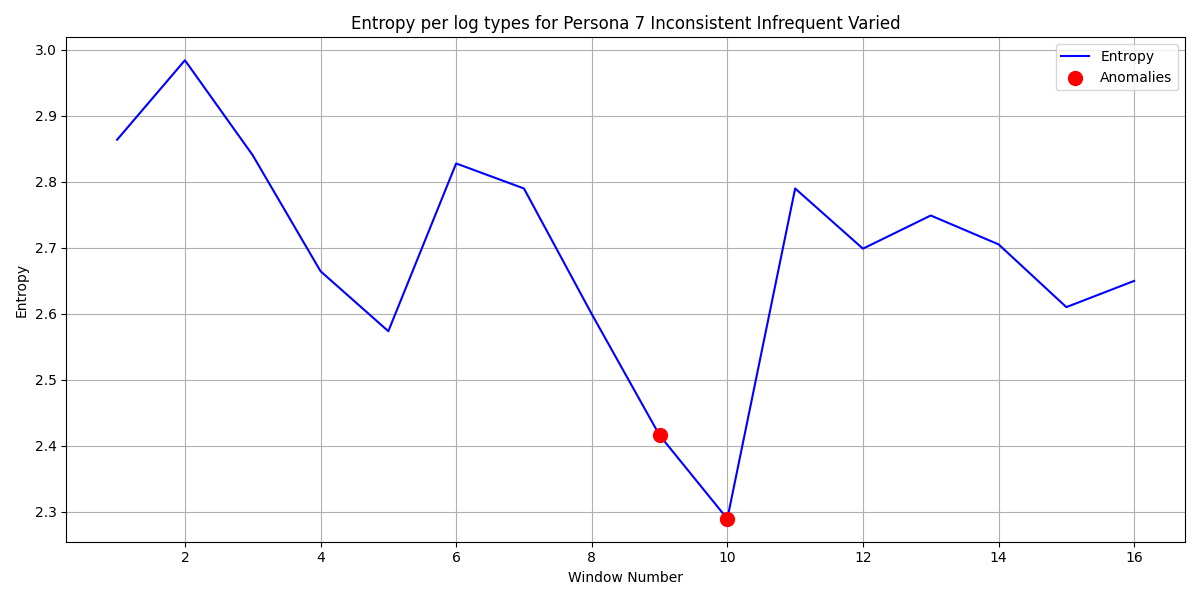 Entropy per log types for Persona 7 Inconsistent Infrequent Varied
Entropy
Anomalies
3.0
2.9
2.8
2.7
2.6
2.5
2.4
2.3
Entropy
2 4 6 8 10 12 14 16
Window Number